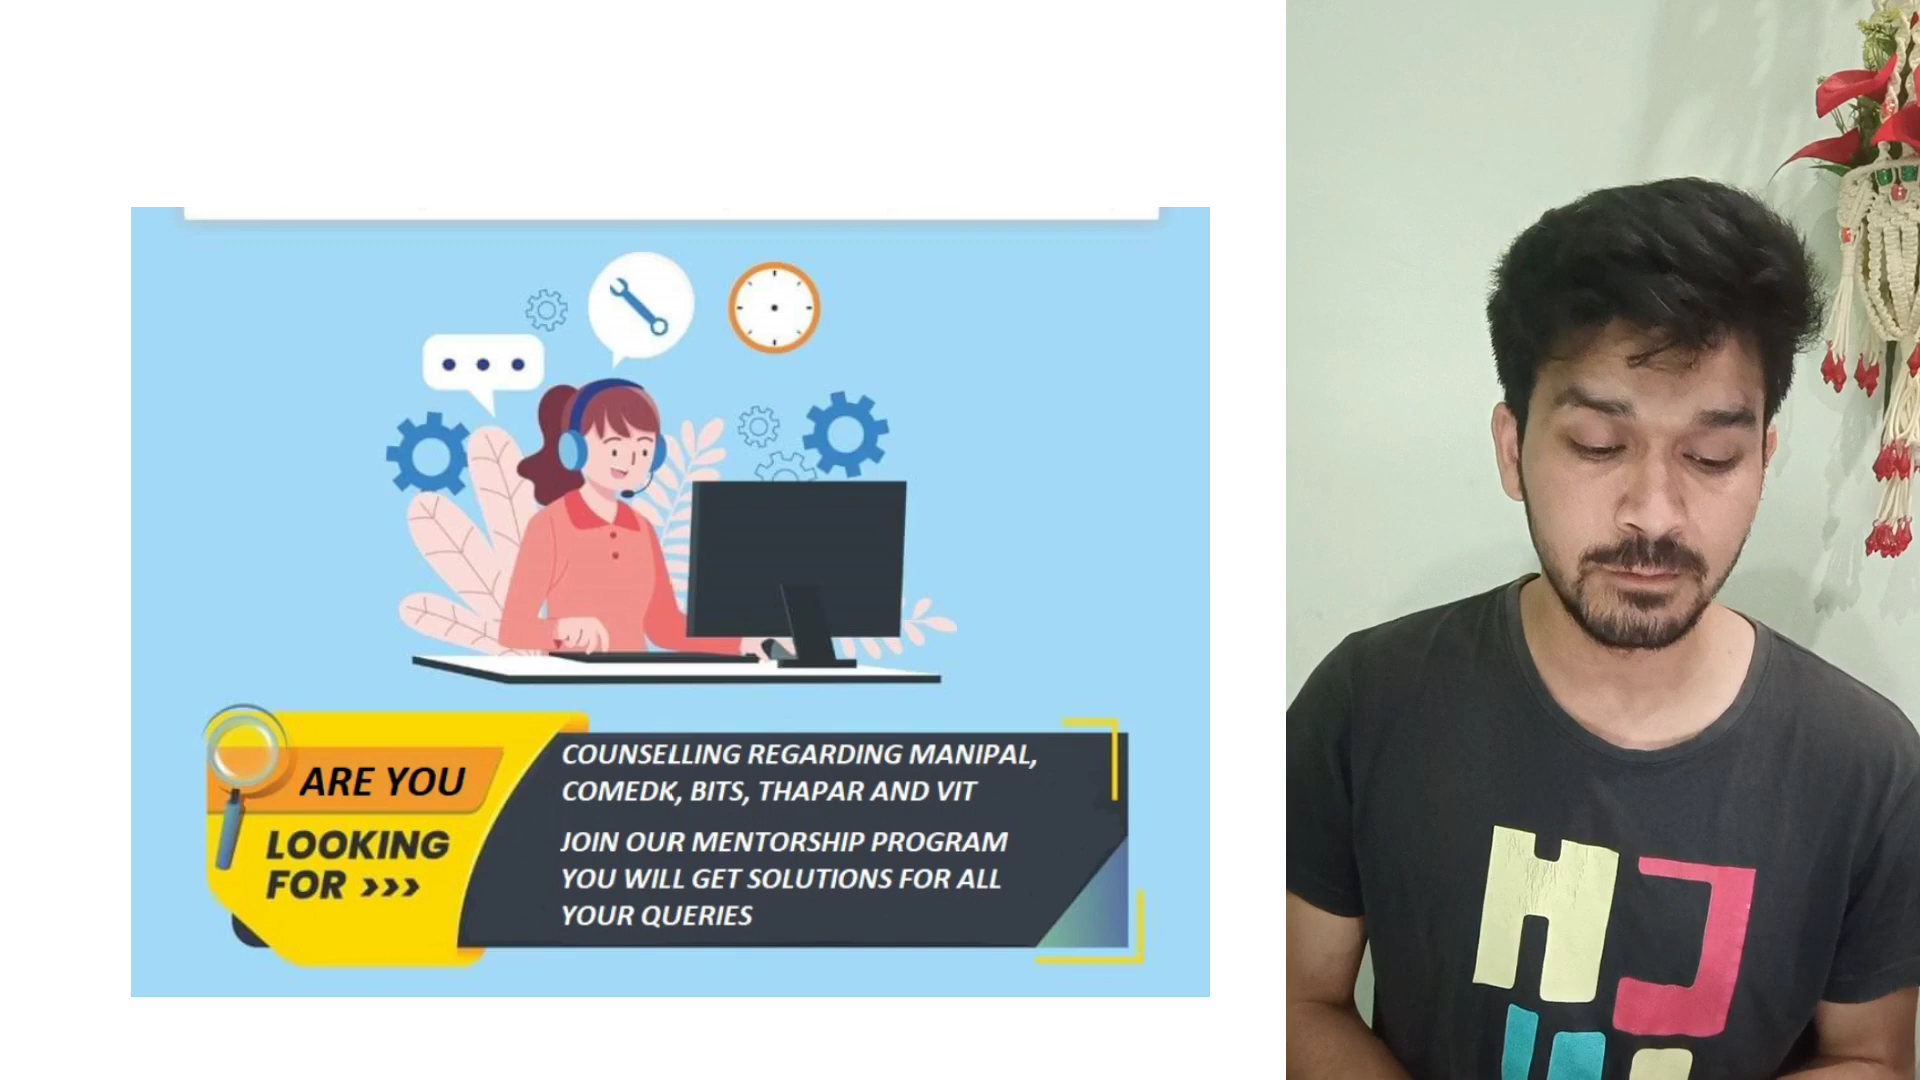 ARE YOU
LOOKING
FOR >>>
COUNSELLING REGARDING MANIPAL,
COMEDK, BITS, THAPAR AND VIT
JOIN OUR MENTORSHIP PROGRAM
YOU WILL GET SOLUTIONS FOR ALL
YOUR QUERIES